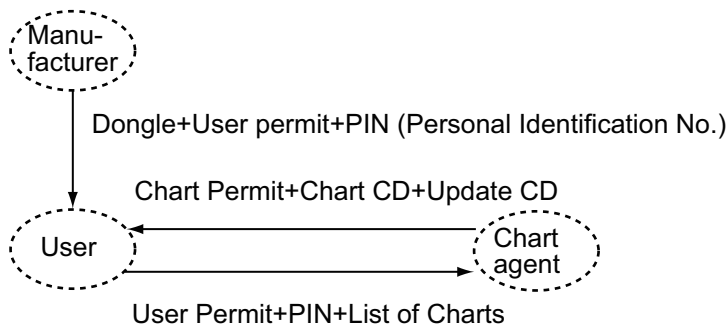 Manu-
facturer
Dongle+User permit+PIN (Personal Identification No.)
Chart Permit+Chart CD+Update CD
User
Chart
agent
User Permit+PIN+List of Charts